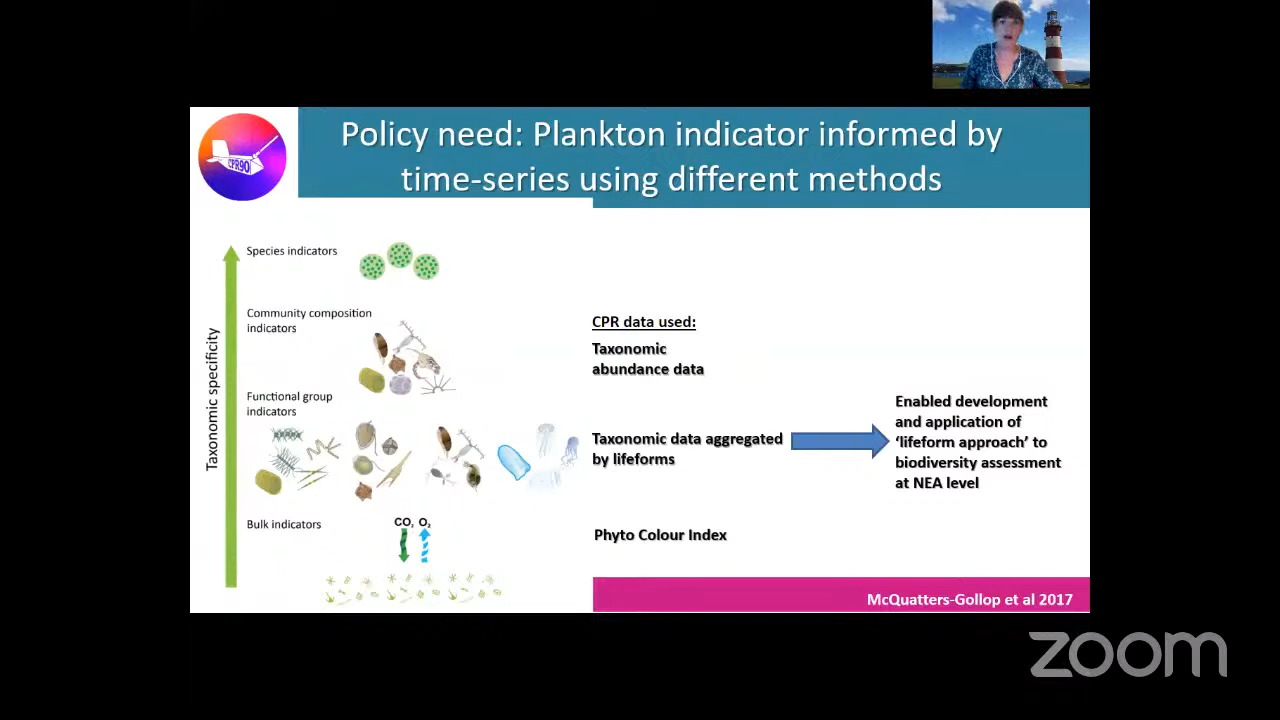 CPR90
Policy need: Plankton indicator informed by
time-series using different methods
Taxonomic specificity
Species indicators
Community composition
indicators
Functional group
indicators
Bulk indicators
CO₂ O₂
CPR data used:
Taxonomic
abundance data
Taxonomic data aggregated
by lifeforms
Phyto Colour Index
Enabled development
and application of
‘lifeform approach’ to
biodiversity assessment
at NEA level
McQuatters-Gollop et al 2017
zoom